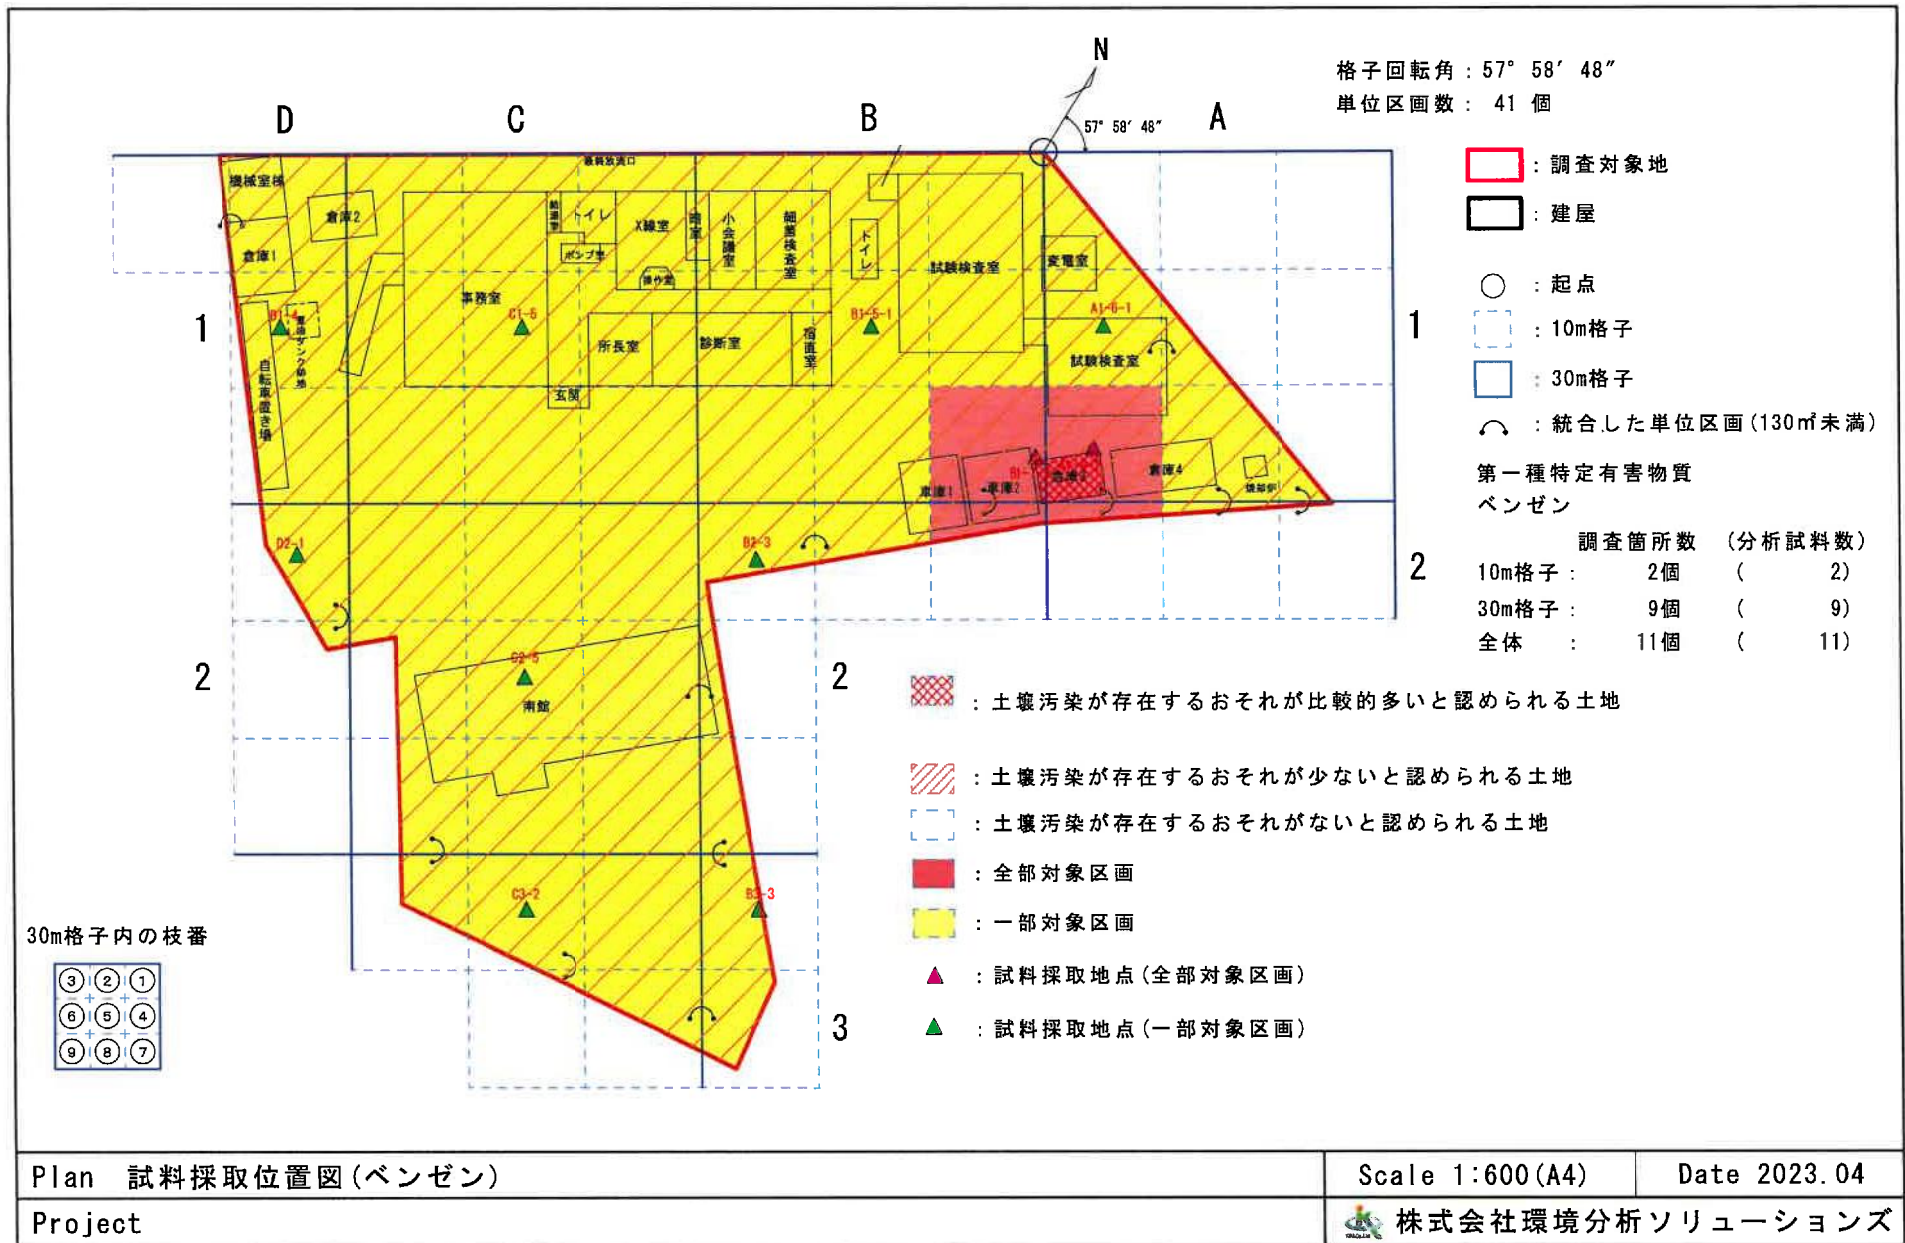 N
57° 58′ 48″
D
C
B
A
格子回転角：57° 58′ 48″
単位区画数： 41 個
：調査対象地
：建屋
：起点
：10m格子
：30m格子
：統合した単位区画(130㎡未満)
第一種特定有害物質
ベンゼン
調査箇所数 (分析試料数)
10m格子： 2個 ( 2)
30m格子： 9個 ( 9)
全体 ： 11個 ( 11)
最終放流口
機械室棟
倉庫2
倉庫1
トイレ
X線室
小会議室
細菌検査室
トイレ
試験検査室
変電室
ポンプ室
操作室
事務室
1
1
B1-4
C1-6
B1-5-1
A1-6-1
所長室
診断室
宿直室
試験検査室
自転車置き場
玄関
車庫1
車庫2
倉庫4
D2-1
B2-3
2
2
2
C2-5
南館
C3-2
B3-3
3
：土壌汚染が存在するおそれが比較的多いと認められる土地
：土壌汚染が存在するおそれが少ないと認められる土地
：土壌汚染が存在するおそれがないと認められる土地
：全部対象区画
：一部対象区画
：試料採取地点(全部対象区画)
：試料採取地点(一部対象区画)
30m格子内の枝番
③ ② ①
⑥ ⑤ ④
⑨ ⑧ ⑦
Plan 試料採取位置図(ベンゼン)
Scale 1:600(A4)
Date 2023.04
Project
株式会社環境分析ソリューションズ